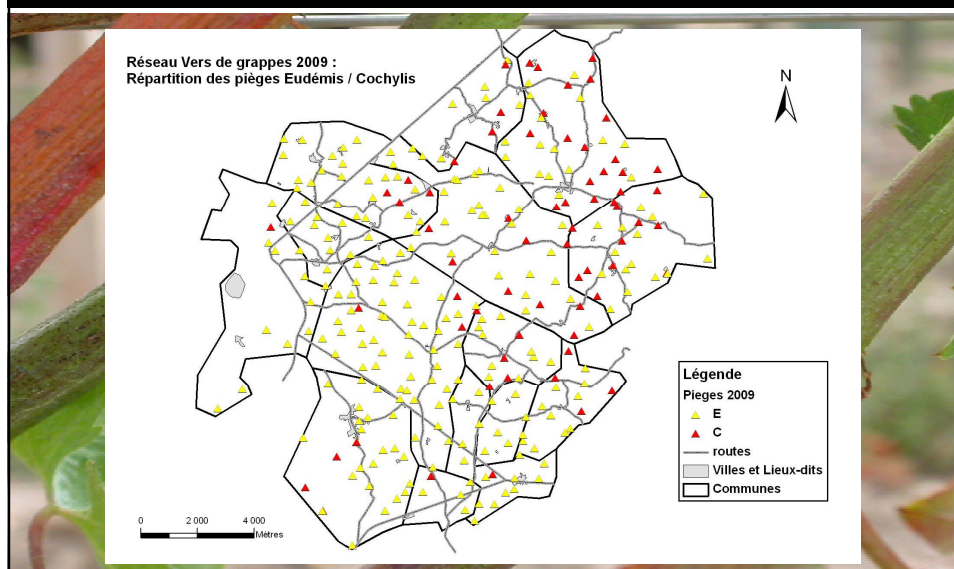 Réseau Vers de grappes 2009 :
Répartition des pièges Eudémis / Cochylis
N
Légende
Pieges 2009
E
C
routes
Villes et Lieux-dits
Communes
0 2 000 4 000
Mètres